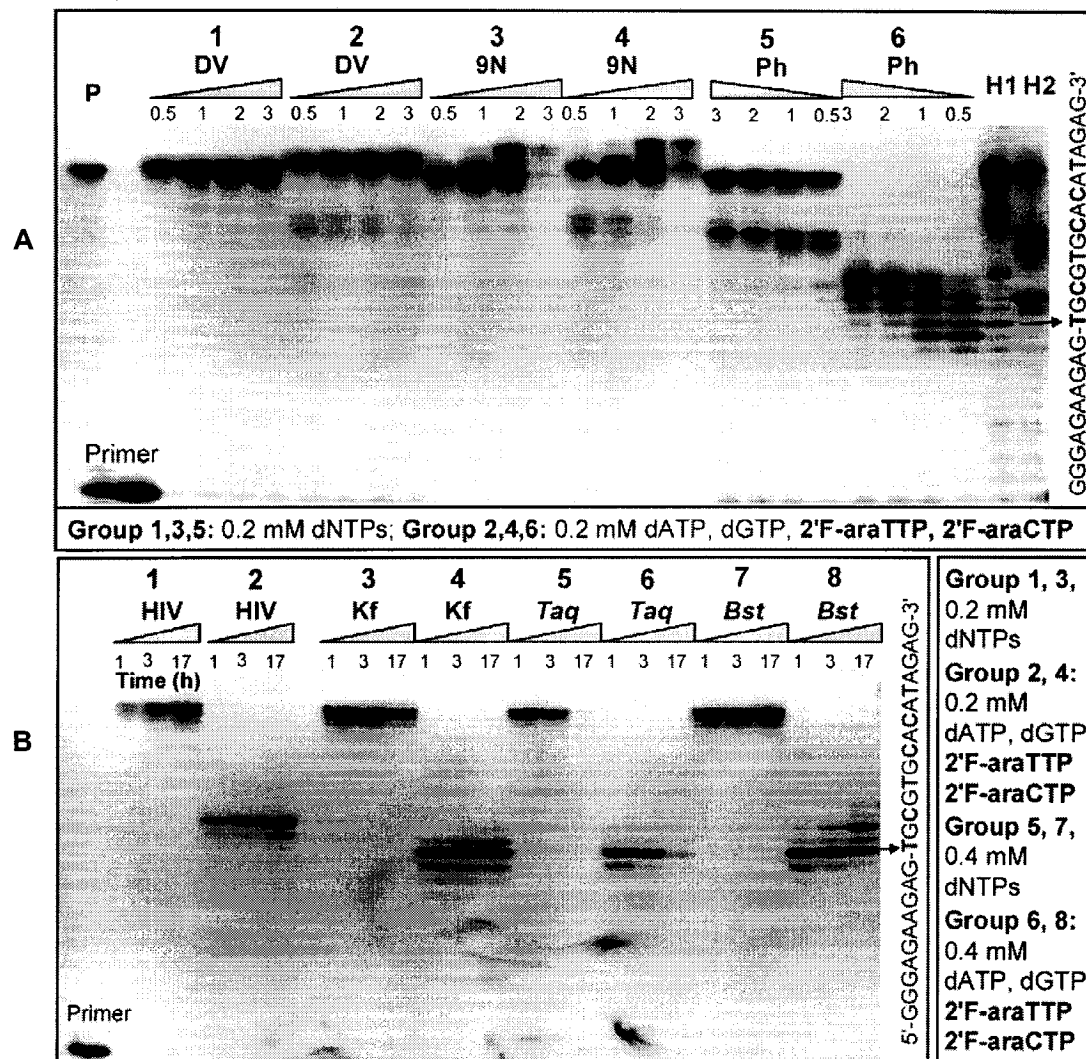 1 2 3 4 5 6
P DV DV 9N 9N Ph Ph H1 H2
0.5 1 2 3 0.5 1 2 3 0.5 1 2 3 0.5 1 2 3 3 2 1 0.5 3 2 1 0.5
A
Primer
GGGAGAAGAG-TGCGTGCACATAGAG-3'
Group 1,3,5: 0.2 mM dNTPs; Group 2,4,6: 0.2 mM dATP, dGTP, 2'F-araTTP, 2'F-araCTP
1 2 3 4 5 6 7 8
HIV HIV Kf Kf Taq Taq Bst Bst
1 3 17 1 3 17 1 3 17 1 3 17 1 3 17 1 3 17 1 3 17 1 3 17
Time (h)
B
Primer
5'-GGGAGAAGAG-TGCGTGCACATAGAG-3'
Group 1, 3,
0.2 mM
dNTPs
Group 2, 4:
0.2 mM
dATP, dGTP
2'F-araTTP
2'F-araCTP
Group 5, 7,
0.4 mM
dNTPs
Group 6, 8:
0.4 mM
dATP, dGTP
2'F-araTTP
2'F-araCTP